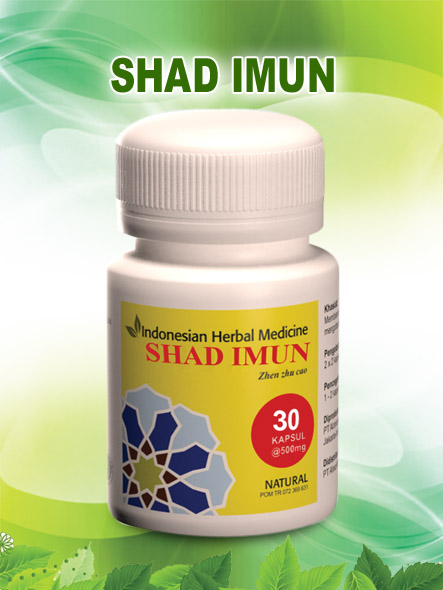 SHAD IMUN
Indonesian Herbal Medicine
SHAD IMUN
Zhen zhu cao
30
KAPSUL
@500mg
NATURAL
POM TR 072 369 631